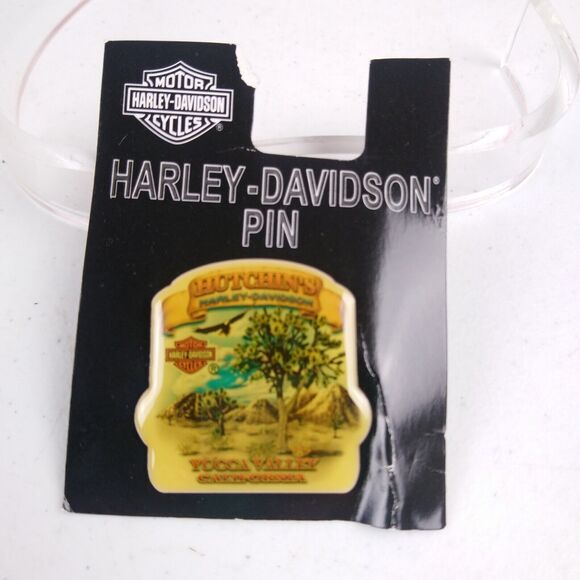 MOTOR
HARLEY-DAVIDSON
CYCLES®
HARLEY-DAVIDSON®
PIN
HUTCHIN'S
HARLEY-DAVIDSON
MOTOR
HARLEY-DAVIDSON
CYCLES
®
YUCCA VALLEY
CALIFORNIA